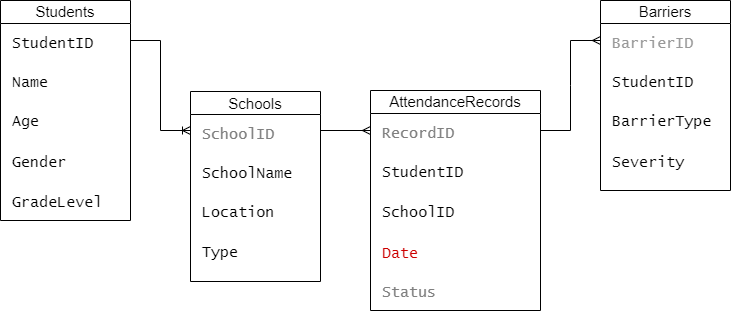 Students
StudentID
Name
Age
Gender
GradeLevel
Schools
SchoolID
SchoolName
Location
Type
AttendanceRecords
RecordID
StudentID
SchoolID
Date
Status
Barriers
BarrierID
StudentID
BarrierType
Severity